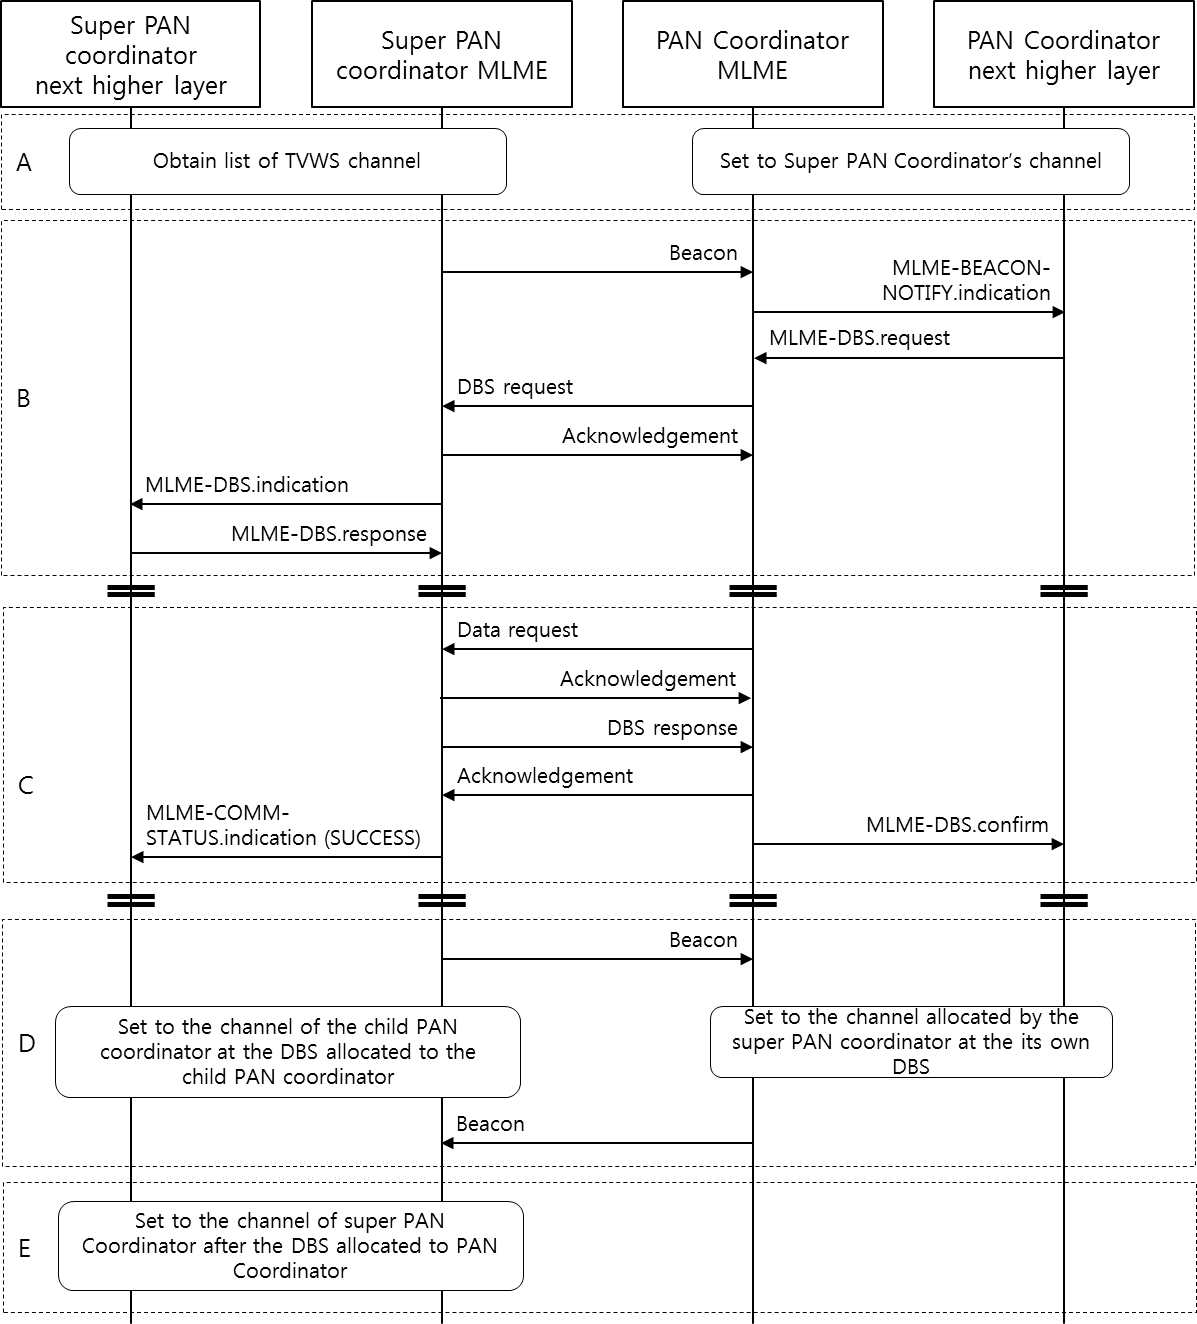 Super PAN
coordinator
next higher layer
Super PAN
coordinator MLME
PAN Coordinator
MLME
PAN Coordinator
next higher layer
A
Obtain list of TVWS channel
Set to Super PAN Coordinator's channel
B
Beacon
MLME-BEACON-
NOTIFY.indication
MLME-DBS.request
DBS request
Acknowledgement
MLME-DBS.indication
MLME-DBS.response
C
Data request
Acknowledgement
DBS response
Acknowledgement
MLME-COMM-
STATUS.indication (SUCCESS)
MLME-DBS.confirm
D
Beacon
Set to the channel of the child PAN
coordinator at the DBS allocated to the
child PAN coordinator
Set to the channel allocated by the
super PAN coordinator at the its own
DBS
Beacon
E
Set to the channel of super PAN
Coordinator after the DBS allocated to PAN
Coordinator